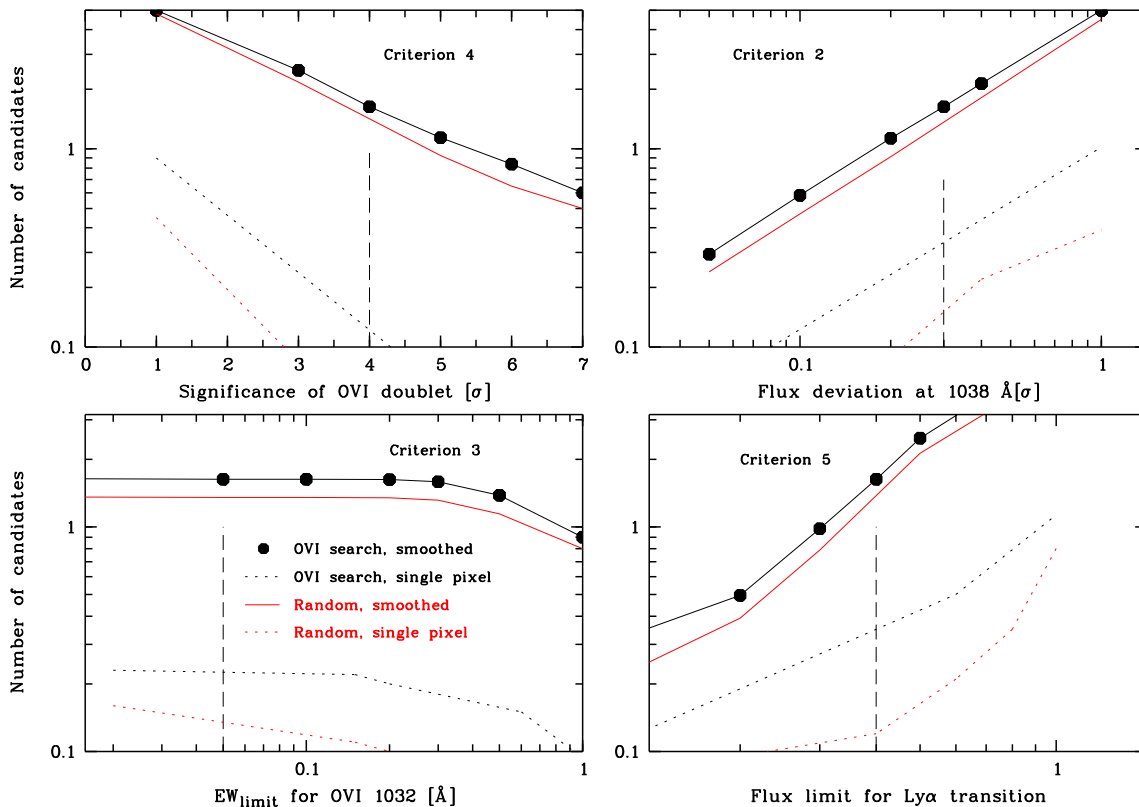 Criterion 4
Number of candidates
1
0.1
0 1 2 3 4 5 6 7
Significance of OVI doublet [σ]
Criterion 2
1
0.1
0.1 1
Flux deviation at 1038 Å[σ]
Criterion 3
Number of candidates
1
0.1
OVI search, smoothed
OVI search, single pixel
Random, smoothed
Random, single pixel
0.1 1
EWlimit for OVI 1032 [Å]
Criterion 5
1
0.1
1
Flux limit for Lyα transition